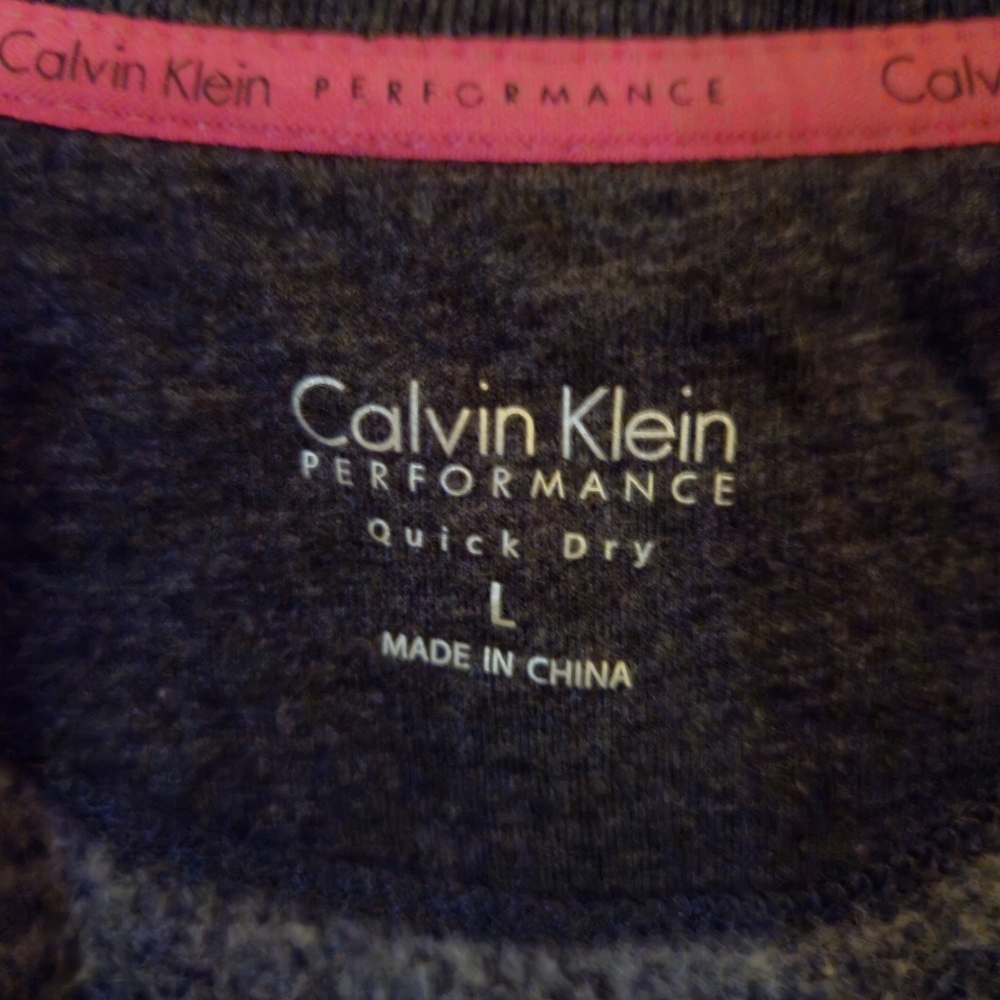 Calvin Klein PERFORMANCE Calv
Calvin Klein
PERFORMANCE
Quick Dry
L
MADE IN CHINA